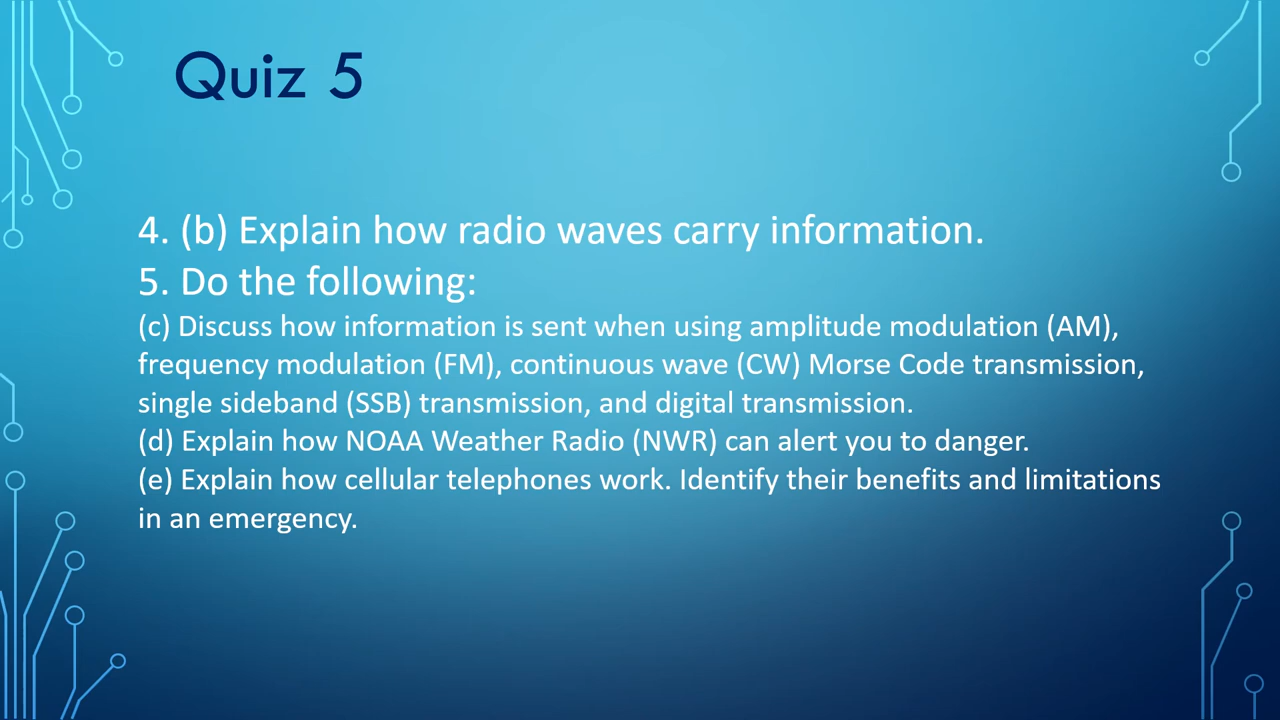 Quiz 5
4. (b) Explain how radio waves carry information.
5. Do the following:
(c) Discuss how information is sent when using amplitude modulation (AM),
frequency modulation (FM), continuous wave (CW) Morse Code transmission,
single sideband (SSB) transmission, and digital transmission.
(d) Explain how NOAA Weather Radio (NWR) can alert you to danger.
(e) Explain how cellular telephones work. Identify their benefits and limitations
in an emergency.